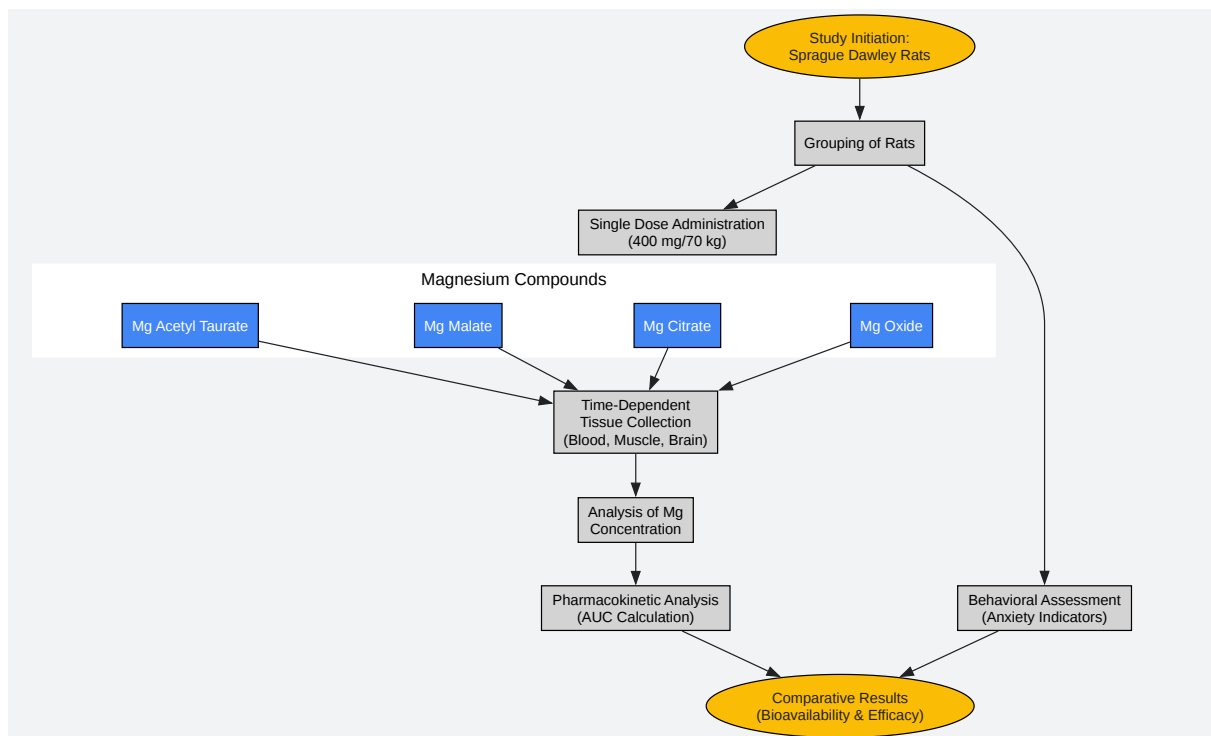 Study Initiation:
Sprague Dawley Rats
Grouping of Rats
Single Dose Administration
(400 mg/70 kg)
Magnesium Compounds
Mg Acetyl Taurate
Mg Malate
Mg Citrate
Mg Oxide
Time-Dependent
Tissue Collection
(Blood, Muscle, Brain)
Analysis of Mg
Concentration
Pharmacokinetic Analysis
(AUC Calculation)
Behavioral Assessment
(Anxiety Indicators)
Comparative Results
(Bioavailability & Efficacy)